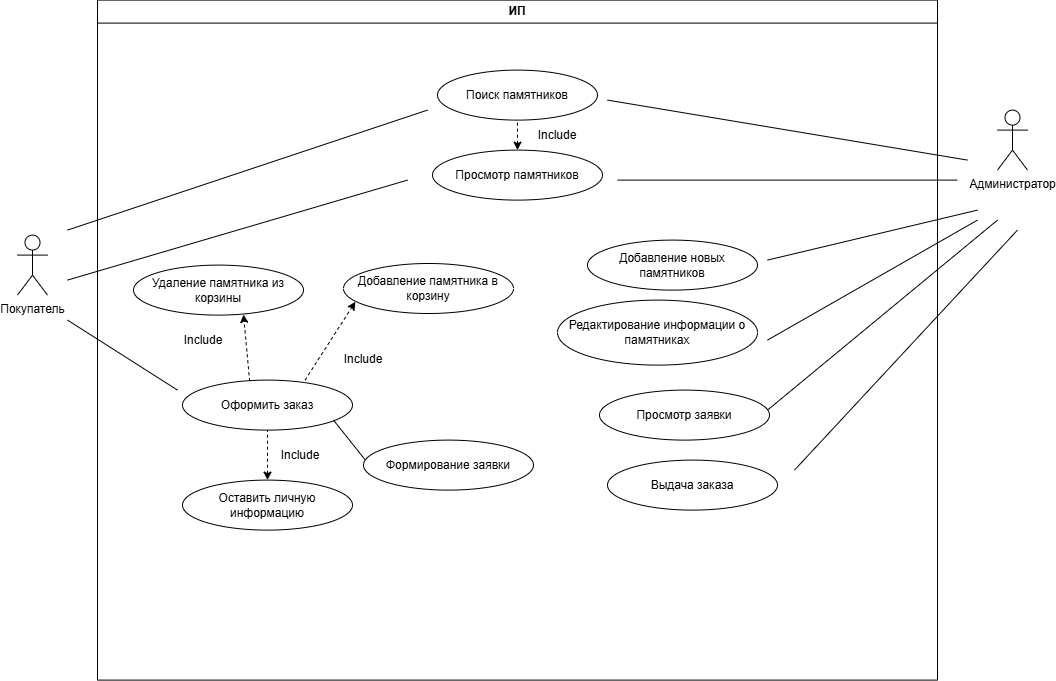 ИП
Поиск памятников
Include
Просмотр памятников
Администратор
Покупатель
Удаление памятника из
корзины
Добавление памятника в
корзину
Include
Include
Оформить заказ
Include
Формирование заявки
Оставить личную
информацию
Добавление новых
памятников
Редактирование информации о
памятниках
Просмотр заявки
Выдача заказа